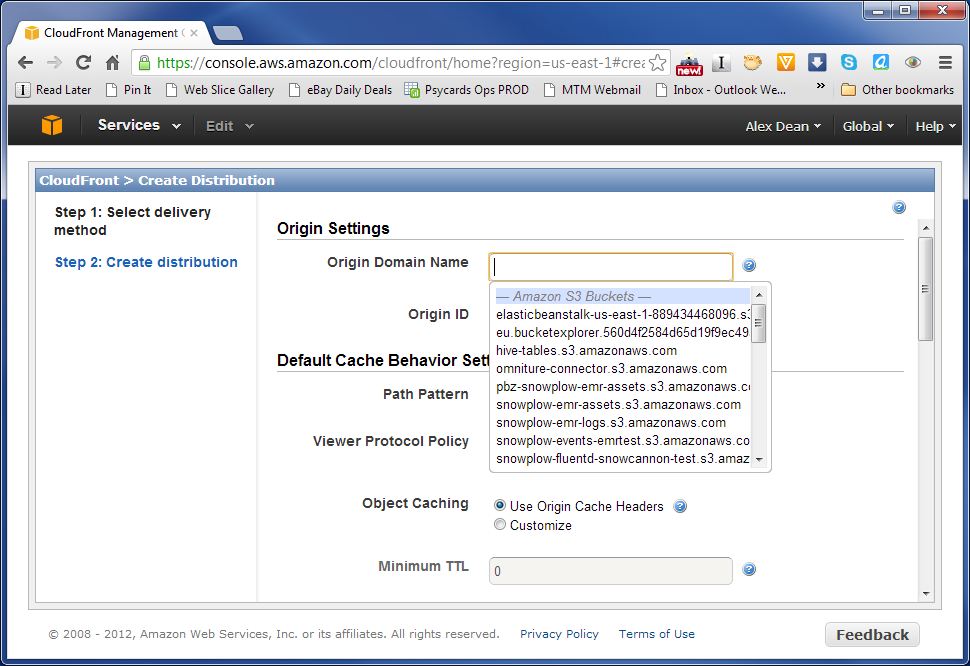 CloudFront Management C
https://console.aws.amazon.com/cloudfront/home?region=us-east-1#crea
new!
Read Later Pin It Web Slice Gallery eBay Daily Deals Psycards Ops PROD MTM Webmail Inbox - Outlook We... » Other bookmarks
Services Edit Alex Dean Global Help
CloudFront > Create Distribution
Step 1: Select delivery
method
Step 2: Create distribution
Origin Settings
Origin Domain Name
— Amazon S3 Buckets —
elasticbeanstalk-us-east-1-889434468096.s3
eu.bucketexplorer.560d4f2584d65d19f9ec49
hive-tables.s3.amazonaws.com
omniture-connector.s3.amazonaws.com
pbz-snowplow-emr-assets.s3.amazonaws.co
snowplow-emr-assets.s3.amazonaws.com
snowplow-emr-logs.s3.amazonaws.com
snowplow-events-emrtest.s3.amazonaws.co
snowplow-fluentd-snowcannon-test.s3.amaz
Origin ID
Default Cache Behavior Sett
Path Pattern
Viewer Protocol Policy
Object Caching
Use Origin Cache Headers
Customize
Minimum TTL
0
© 2008 - 2012, Amazon Web Services, Inc. or its affiliates. All rights reserved. Privacy Policy Terms of Use
Feedback